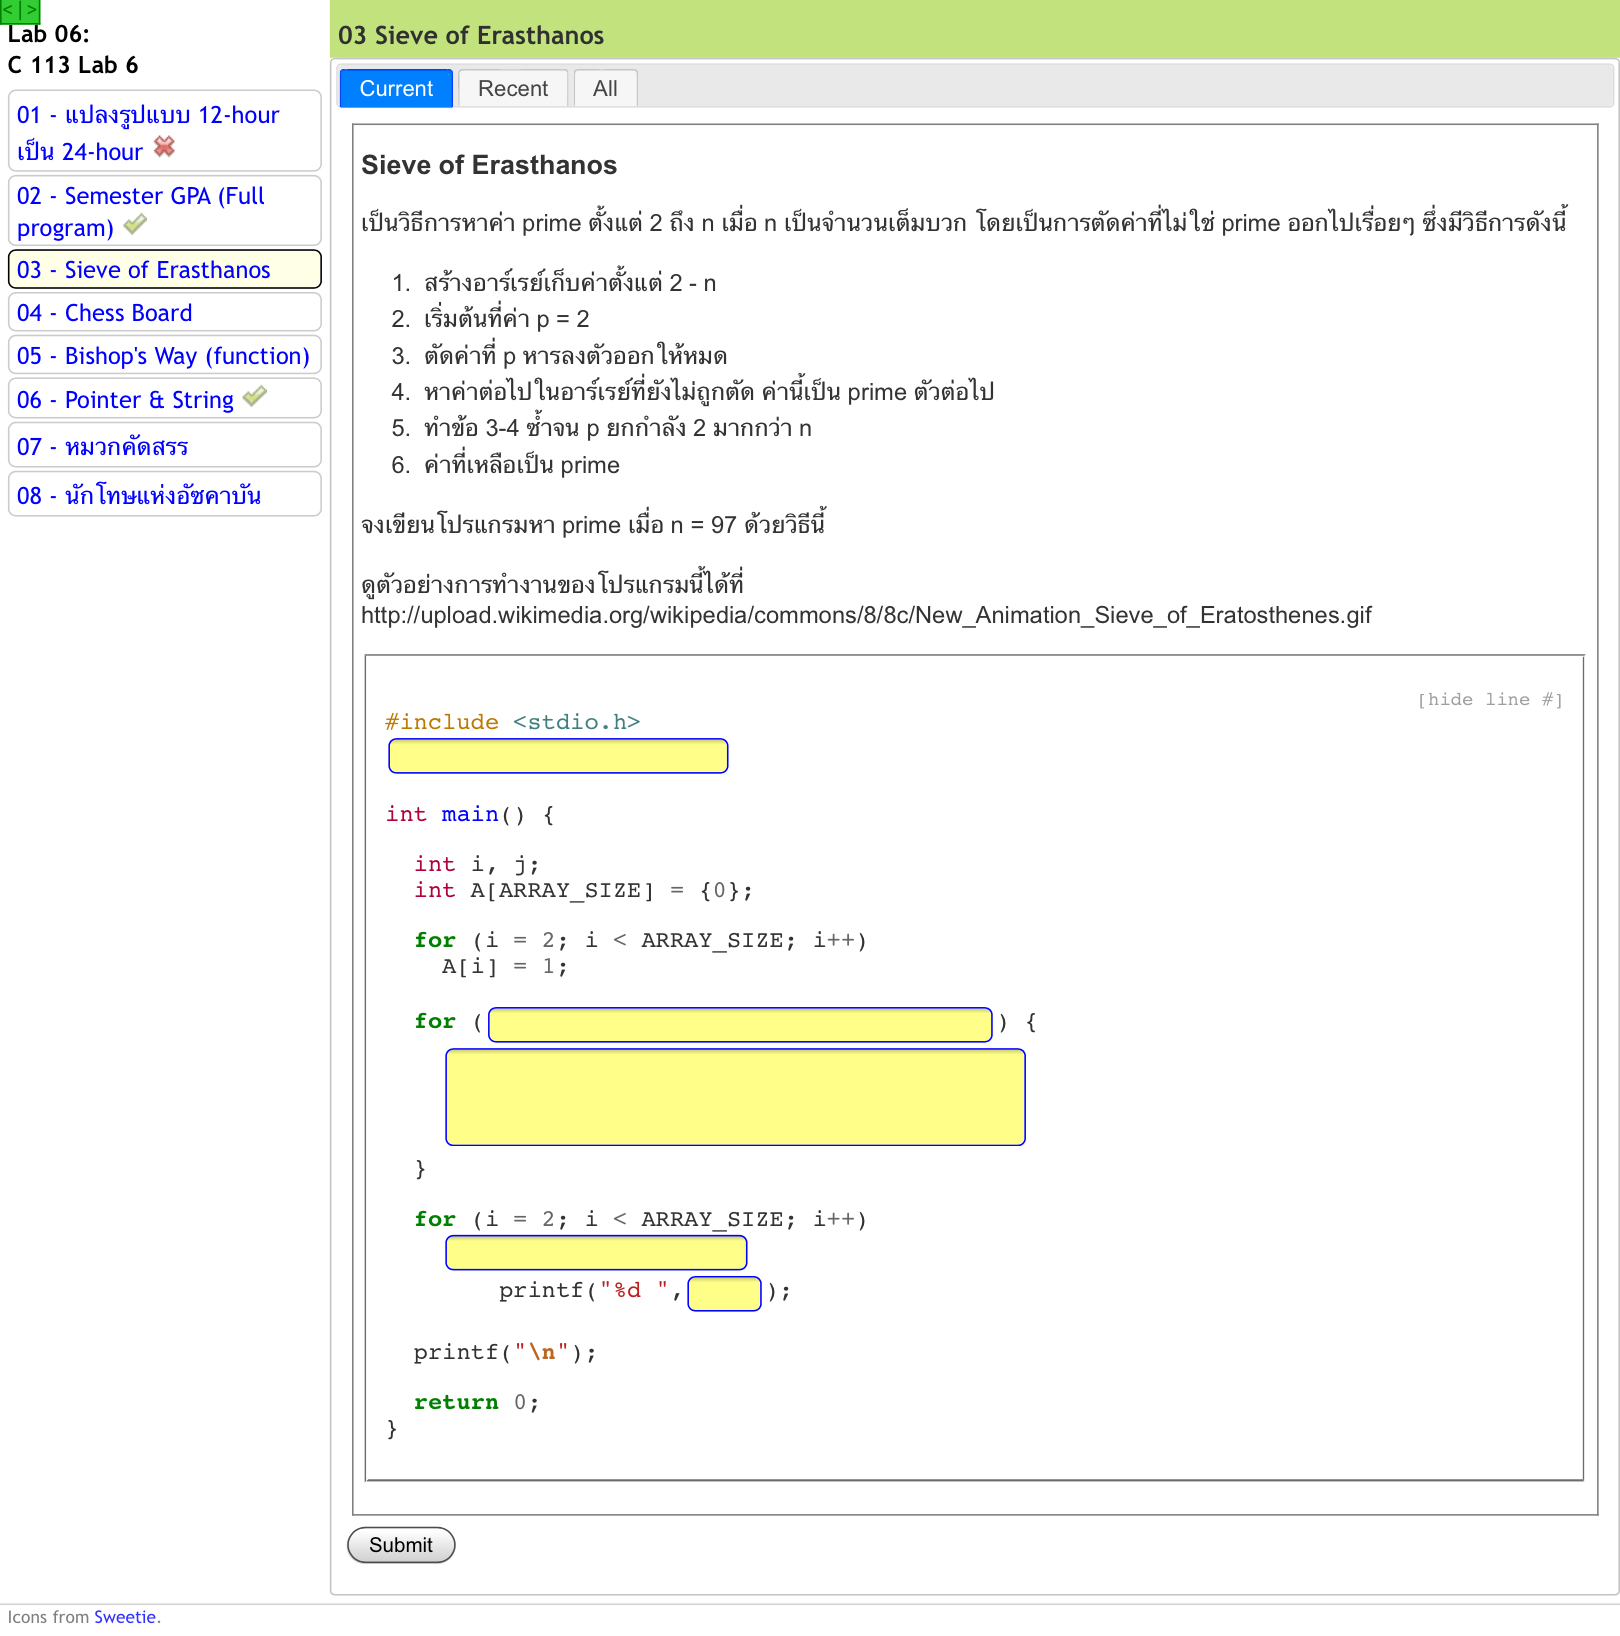 <|>
Lab 06:
C 113 Lab 6
01 - แปลงรูปแบบ 12-hour
เป็น 24-hour
02 - Semester GPA (Full
program)
03 - Sieve of Erasthanos
04 - Chess Board
05 - Bishop's Way (function)
06 - Pointer & String
07 - หมวกคัดสรร
08 - นักโทษแห่งอัซคาบัน
03 Sieve of Erasthanos
Current Recent All
Sieve of Erasthanos
เป็นวิธีการหาค่า prime ตั้งแต่ 2 ถึง n เมื่อ n เป็นจำนวนเต็มบวก โดยเป็นการตัดค่าที่ไม่ใช่ prime ออกไปเรื่อยๆ ซึ่งมีวิธีการดังนี้
1. สร้างอาร์เรย์เก็บค่าตั้งแต่ 2 - n
2. เริ่มต้นที่ค่า p = 2
3. ตัดค่าที่ p หารลงตัวออกให้หมด
4. หาค่าต่อไปในอาร์เรย์ที่ยังไม่ถูกตัด ค่านี้เป็น prime ตัวต่อไป
5. ทำข้อ 3-4 ซ้ำจน p ยกกำลัง 2 มากกว่า n
6. ค่าที่เหลือเป็น prime
จงเขียนโปรแกรมหา prime เมื่อ n = 97 ด้วยวิธีนี้
ดูตัวอย่างการทำงานของโปรแกรมนี้ได้ที่
http://upload.wikimedia.org/wikipedia/commons/8/8c/New_Animation_Sieve_of_Eratosthenes.gif
[hide line #]
#include <stdio.h>
int main() {
int i, j;
int A[ARRAY_SIZE] = {0};
for (i = 2; i < ARRAY_SIZE; i++)
A[i] = 1;
for ( ) {
}
for (i = 2; i < ARRAY_SIZE; i++)
printf("%d ", );
printf("\n");
return 0;
}
Submit
Icons from Sweetie.